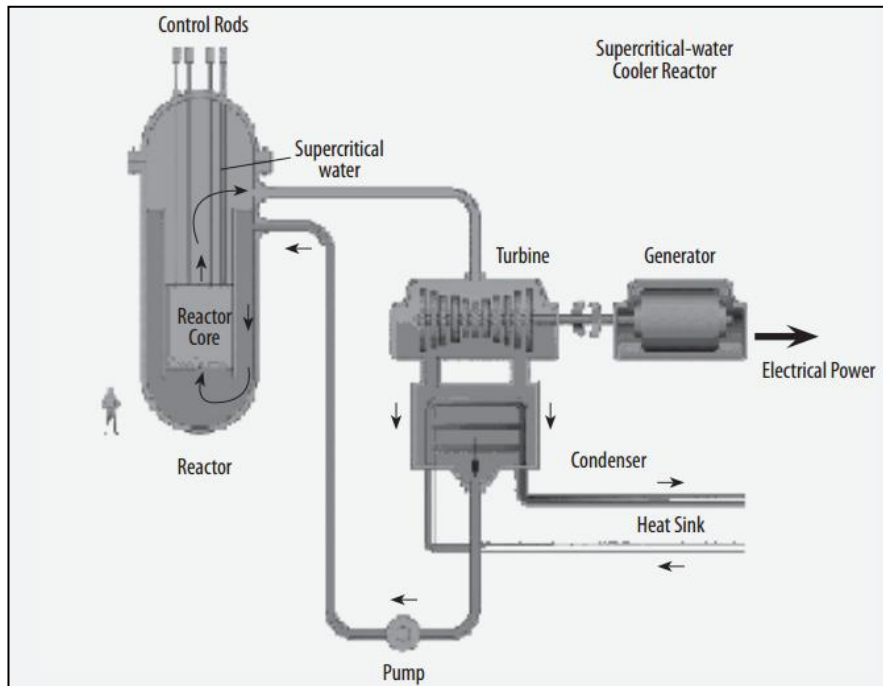 Control Rods
Supercritical-water
Cooler Reactor
Supercritical
water
Turbine
Generator
Reactor
Core
Electrical Power
Reactor
Condenser
Heat Sink
Pump